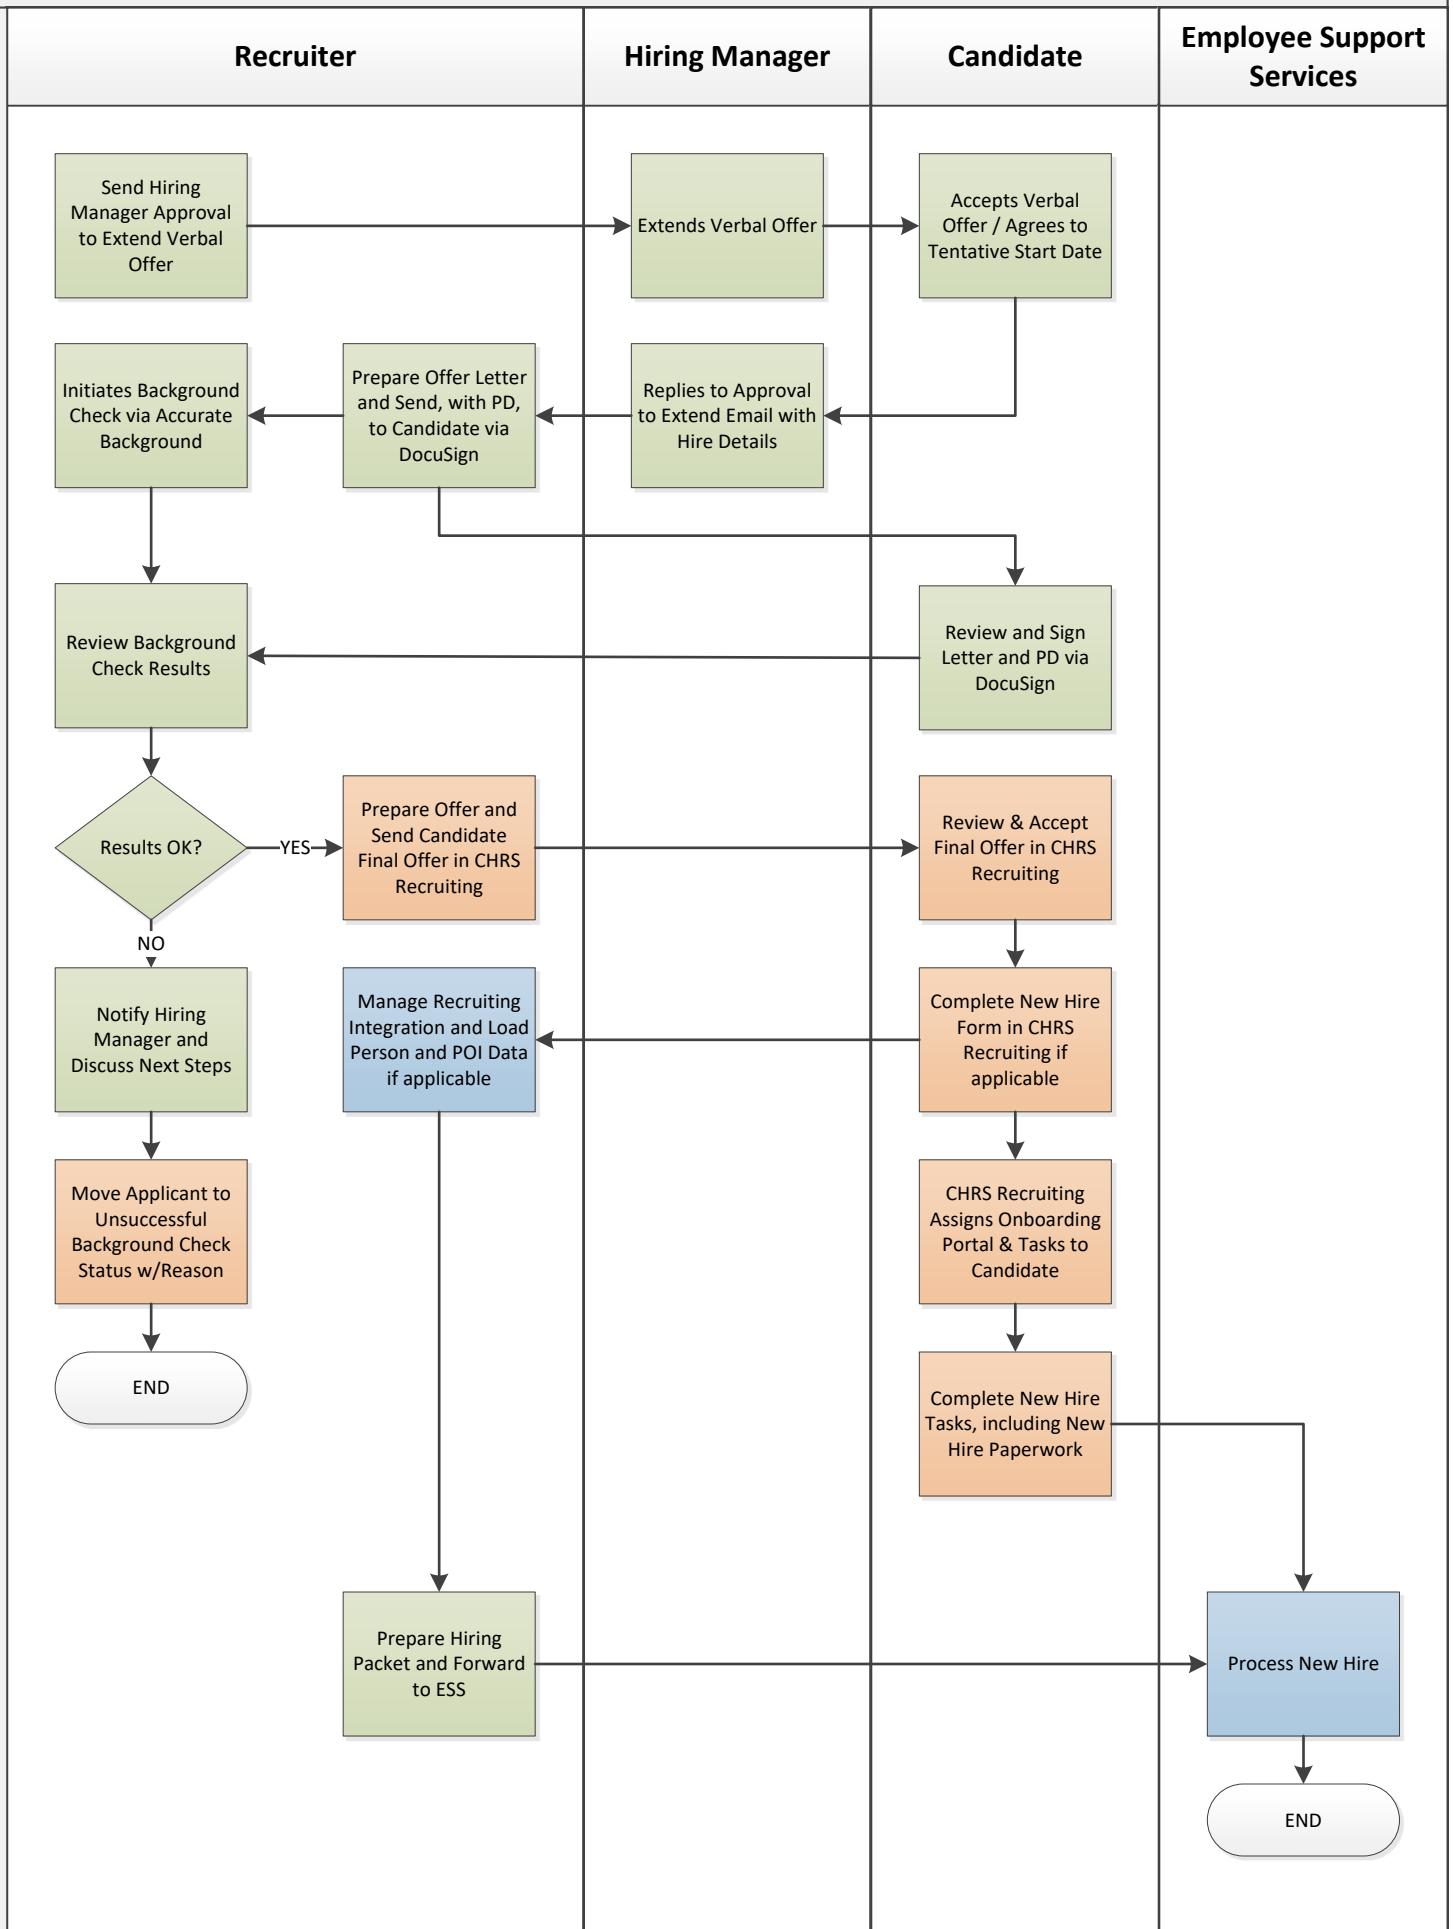 Recruiter
Hiring Manager
Candidate
Employee Support
Services
Send Hiring
Manager Approval
to Extend Verbal
Offer
Extends Verbal Offer
Accepts Verbal
Offer / Agrees to
Tentative Start Date
Initiates Background
Check via Accurate
Background
Prepare Offer Letter
and Send, with PD,
to Candidate via
DocuSign
Replies to Approval
to Extend Email with
Hire Details
Review Background
Check Results
Review and Sign
Letter and PD via
DocuSign
Results OK?
YES
Prepare Offer and
Send Candidate
Final Offer in CHRS
Recruiting
Review & Accept
Final Offer in CHRS
Recruiting
NO
Notify Hiring
Manager and
Discuss Next Steps
Manage Recruiting
Integration and Load
Person and POI Data
if applicable
Complete New Hire
Form in CHRS
Recruiting if
applicable
Move Applicant to
Unsuccessful
Background Check
Status w/Reason
CHRS Recruiting
Assigns Onboarding
Portal & Tasks to
Candidate
END
Complete New Hire
Tasks, including New
Hire Paperwork
Prepare Hiring
Packet and Forward
to ESS
Process New Hire
END